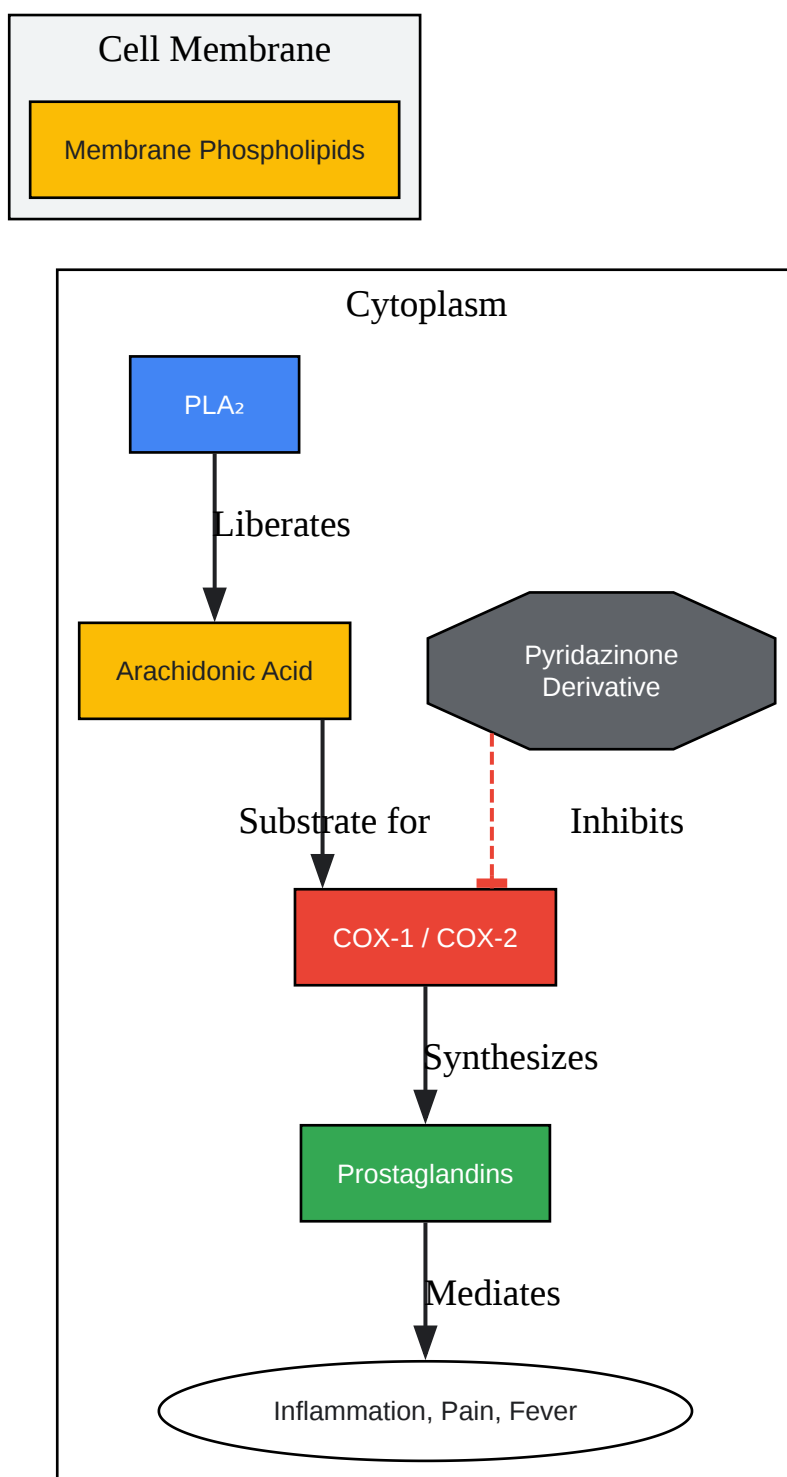 Cell Membrane
Membrane Phospholipids
Cytoplasm
PLA₂
Liberates
Arachidonic Acid
Pyridazinone
Derivative
Substrate for
Inhibits
COX-1 / COX-2
Synthesizes
Prostaglandins
Mediates
Inflammation, Pain, Fever